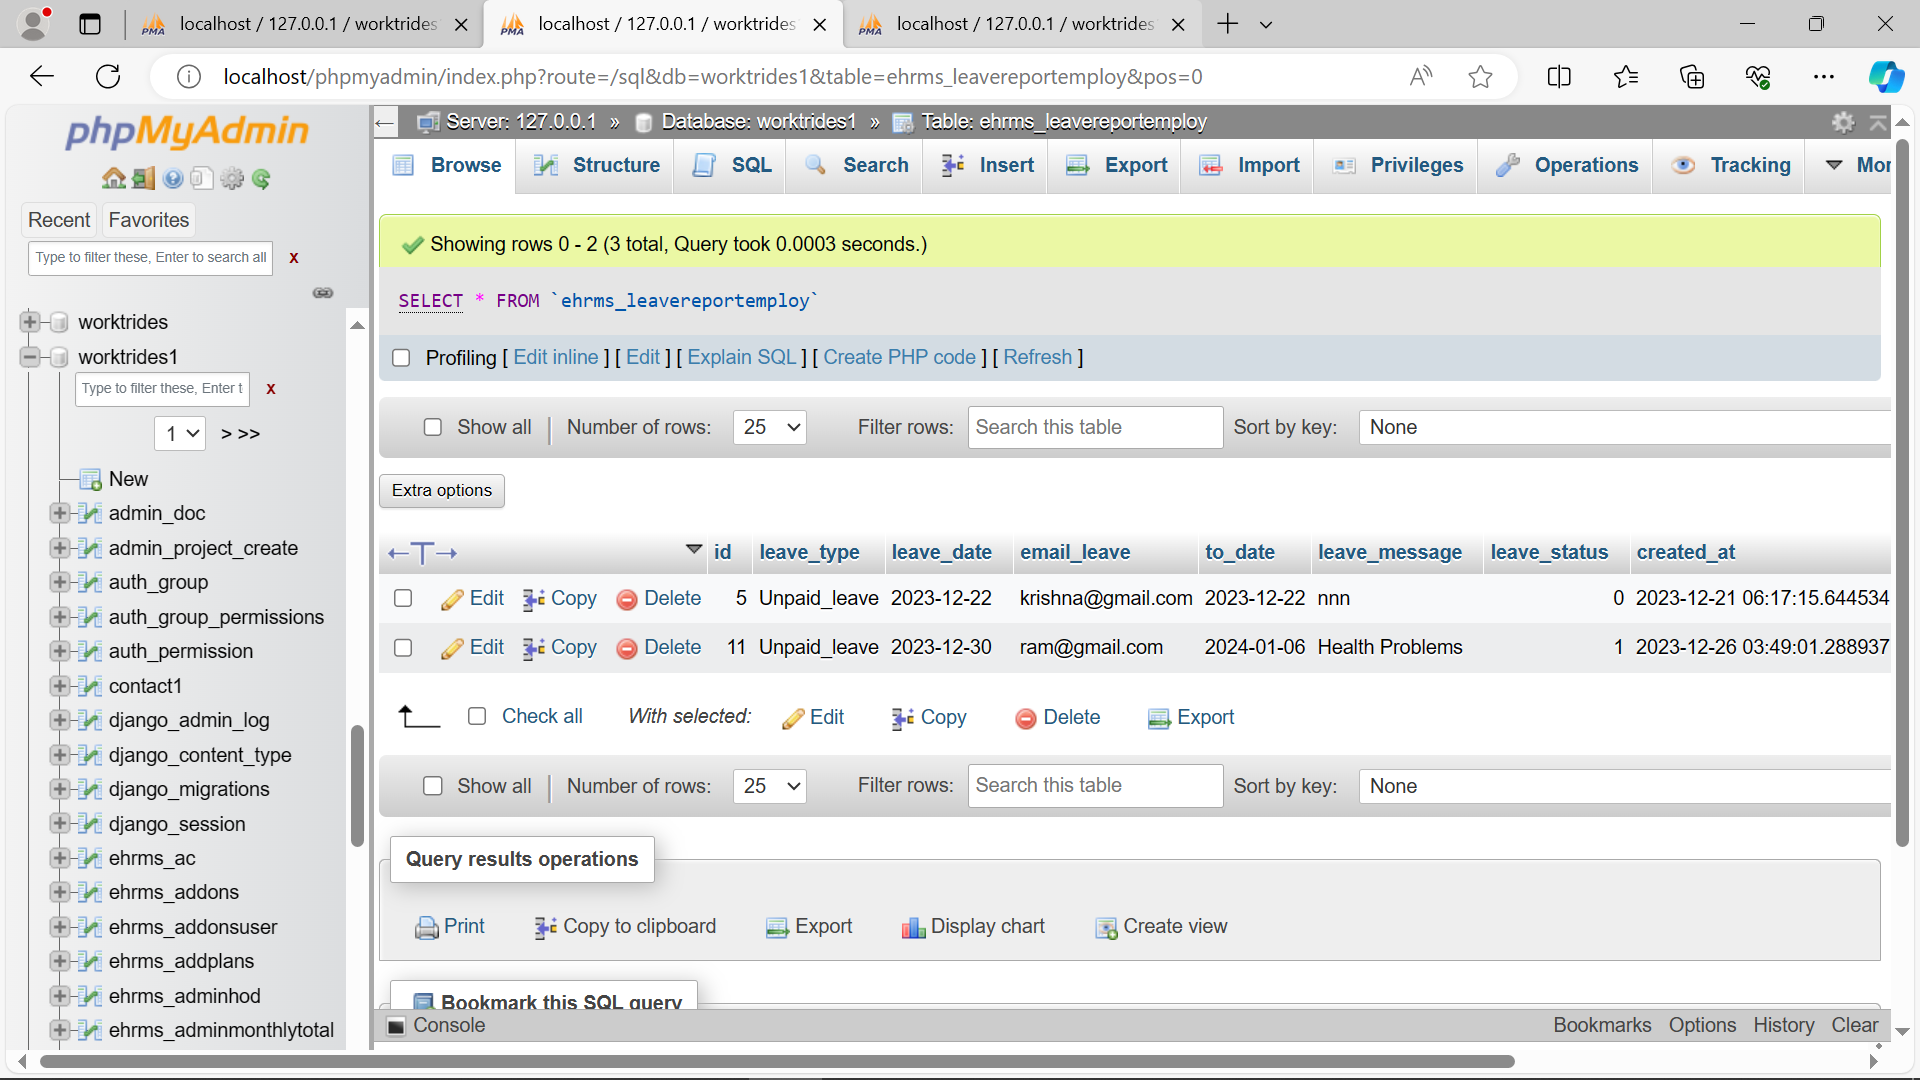 localhost / 127.0.0.1 / worktrides
localhost / 127.0.0.1 / worktrides
localhost / 127.0.0.1 / worktrides
localhost/phpmyadmin/index.php?route=/sql&db=worktrides1&table=ehrms_leavereportemploy&pos=0
phpMyAdmin
Recent Favorites
Type to filter these, Enter to search all X
worktrides
worktrides1
Type to filter these, Enter t X
1 > >>
New
admin_doc
admin_project_create
auth_group
auth_group_permissions
auth_permission
contact1
django_admin_log
django_content_type
django_migrations
django_session
ehrms_ac
ehrms_addons
ehrms_addonsuser
ehrms_addplans
ehrms_adminhod
ehrms_adminmonthlytotal
Server: 127.0.0.1 » Database: worktrides1 » Table: ehrms_leavereportemploy
Browse Structure SQL Search Insert Export Import Privileges Operations Tracking Mor
Showing rows 0 - 2 (3 total, Query took 0.0003 seconds.)
SELECT * FROM `ehrms_leavereportemploy`
Profiling [ Edit inline ] [ Edit ] [ Explain SQL ] [ Create PHP code ] [ Refresh ]
Show all | Number of rows: 25 Filter rows: Search this table Sort by key: None
Extra options
←T→ id leave_type leave_date email_leave to_date leave_message leave_status created_at
Edit Copy Delete 5 Unpaid_leave 2023-12-22 krishna@gmail.com 2023-12-22 nnn 0 2023-12-21 06:17:15.644534
Edit Copy Delete 11 Unpaid_leave 2023-12-30 ram@gmail.com 2024-01-06 Health Problems 1 2023-12-26 03:49:01.288937
Check all With selected: Edit Copy Delete Export
Show all | Number of rows: 25 Filter rows: Search this table Sort by key: None
Query results operations
Print Copy to clipboard Export Display chart Create view
Bookmark this SQL query
Console Bookmarks Options History Clear